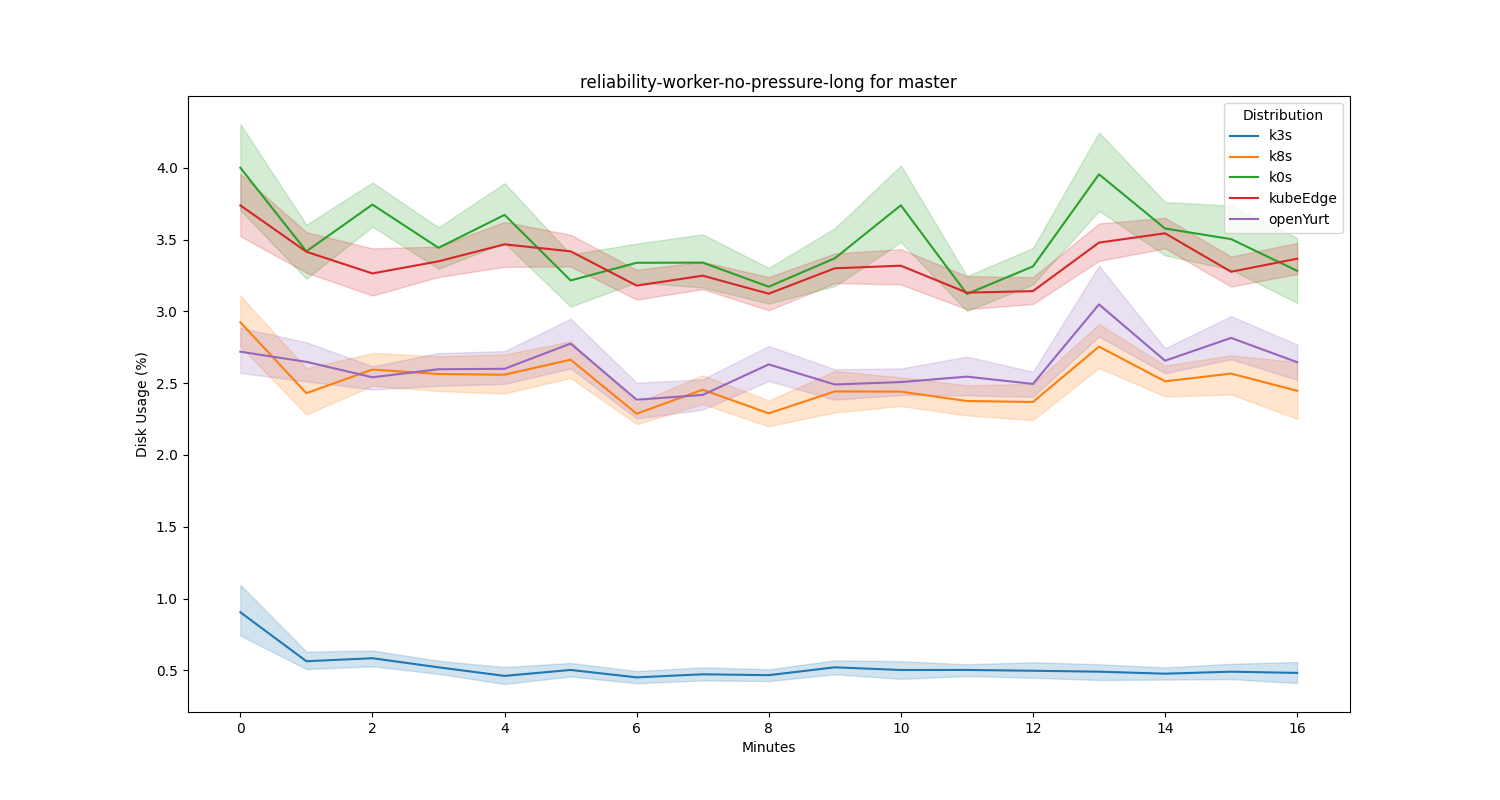 reliability-worker-no-pressure-long for master
Distribution
k3s
k8s
k0s
kubeEdge
openYurt
Disk Usage (%)
4.0
3.5
3.0
2.5
2.0
1.5
1.0
0.5
0 2 4 6 8 10 12 14 16
Minutes